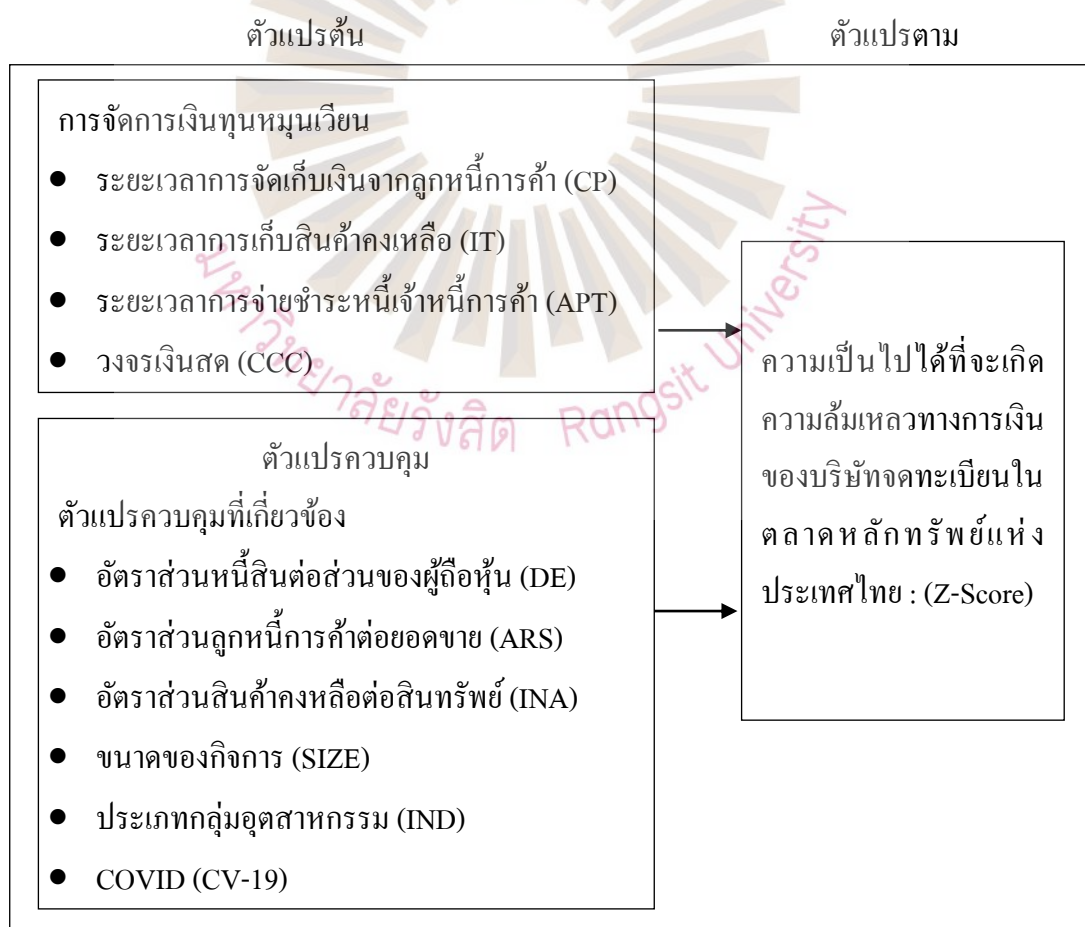 ตัวแปรต้น
ตัวแปรตาม
การจัดการเงินทุนหมุนเวียน
● ระยะเวลาการจัดเก็บเงินจากลูกหนี้การค้า (CP)
● ระยะเวลาการเก็บสินค้าคงเหลือ (IT)
● ระยะเวลาการจ่ายชำระหนี้เจ้าหนี้การค้า (APT)
● วงจรเงินสด (CCC)
ตัวแปรควบคุม
ตัวแปรควบคุมที่เกี่ยวข้อง
● อัตราส่วนหนี้สินต่อส่วนของผู้ถือหุ้น (DE)
● อัตราส่วนลูกหนี้การค้าต่อยอดขาย (ARS)
● อัตราส่วนสินค้าคงหลือต่อสินทรัพย์ (INA)
● ขนาดของกิจการ (SIZE)
● ประเภทกลุ่มอุตสาหกรรม (IND)
● COVID (CV-19)
ความเป็นไปได้ที่จะเกิด
ความล้มเหลวทางการเงิน
ของบริษัทจดทะเบียนใน
ตลาดหลักทรัพย์แห่ง
ประเทศไทย : (Z-Score)
มหาวิทยาลัยรังสิต Rangsit University